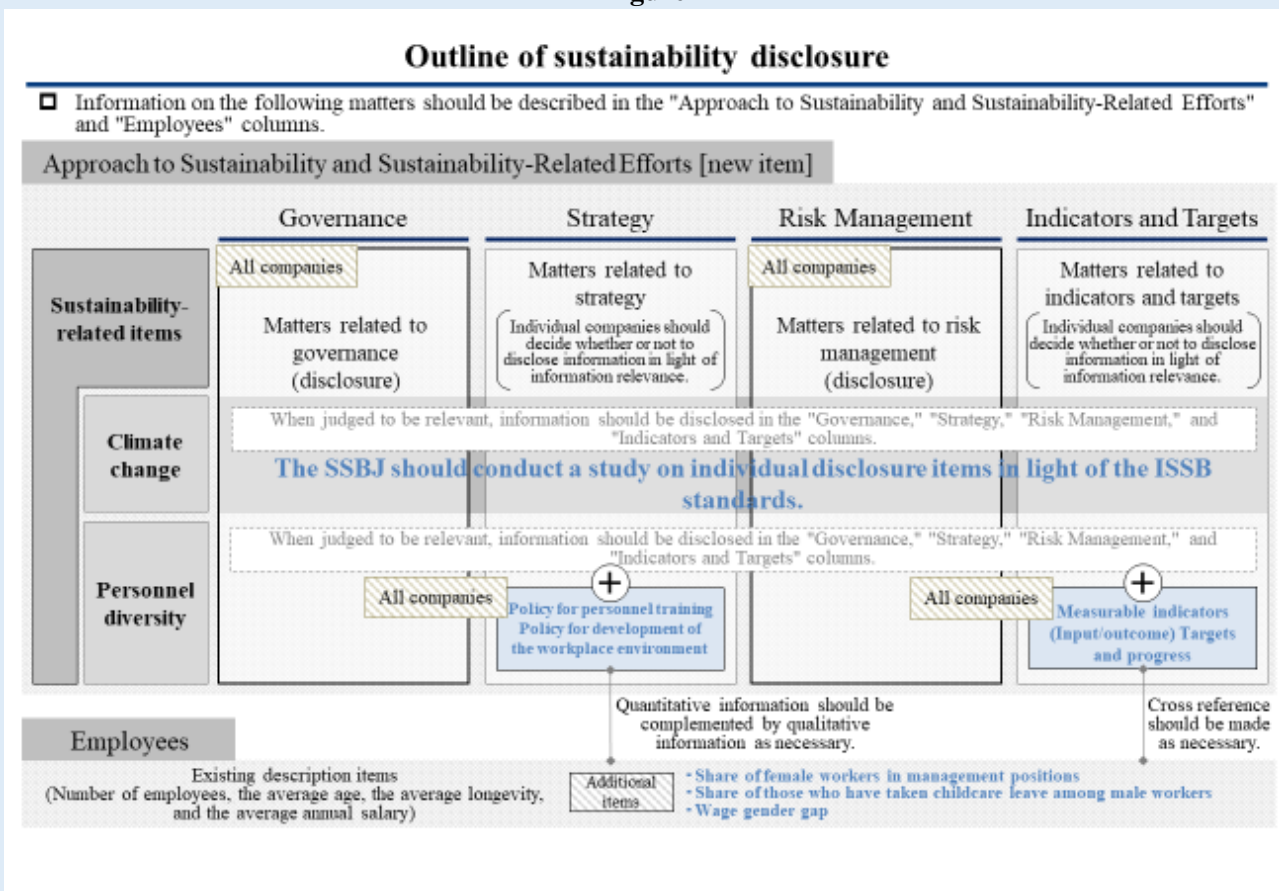 Outline of sustainability disclosure
Information on the following matters should be described in the "Approach to Sustainability and Sustainability-Related Efforts"
and "Employees" columns.
Approach to Sustainability and Sustainability-Related Efforts [new item]
Governance
Strategy
Risk Management
Indicators and Targets
Sustainability-
related items
All companies
Matters related to
governance
(disclosure)
Matters related to
strategy
Individual companies should
decide whether or not to
disclose information in light of
information relevance.
All companies
Matters related to risk
management
(disclosure)
Matters related to
indicators and targets
Individual companies should
decide whether or not to disclose
information in light of
information relevance.
Climate
change
When judged to be relevant, information should be disclosed in the "Governance," "Strategy," "Risk Management," and
"Indicators and Targets" columns.
The SSBJ should conduct a study on individual disclosure items in light of the ISSB
standards.
Personnel
diversity
When judged to be relevant, information should be disclosed in the "Governance," "Strategy," "Risk Management," and
"Indicators and Targets" columns.
All companies
+
Policy for personnel training
Policy for development of
the workplace environment
All companies
+
Measurable indicators
(Input/outcome) Targets
and progress
Quantitative information should be
complemented by qualitative
information as necessary.
Cross reference
should be made
as necessary.
Employees
Existing description items
(Number of employees, the average age, the average longevity,
and the average annual salary)
Additional
items
・Share of female workers in management positions
・Share of those who have taken childcare leave among male workers
・Wage gender gap